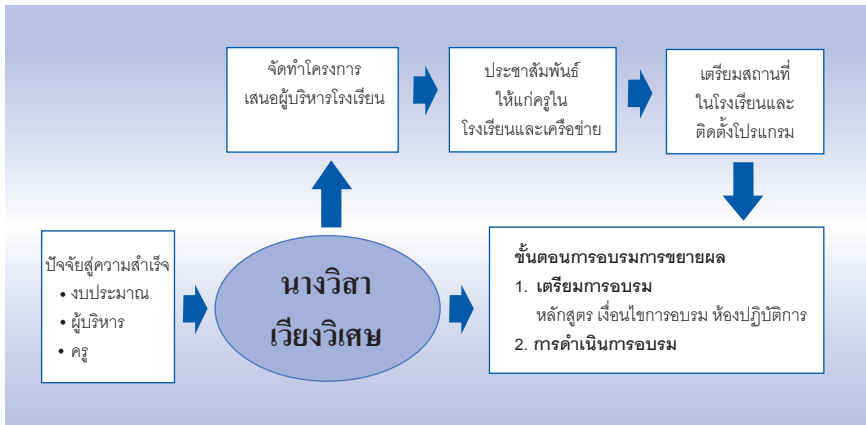 จัดทำโครงการ
เสนอผู้บริหารโรงเรียน
ประชาสัมพันธ์
ให้แก่ครูใน
โรงเรียนและเครือข่าย
เตรียมสถานที่
ในโรงเรียนและ
ติดตั้งโปรแกรม
ปัจจัยสู่ความสำเร็จ
• งบประมาณ
• ผู้บริหาร
• ครู
นางวิสา
เวียงวิเศษ
ขั้นตอนการอบรมการขยายผล
1. เตรียมการอบรม
หลักสูตร เงื่อนไขการอบรม ห้องปฏิบัติการ
2. การดำเนินการอบรม